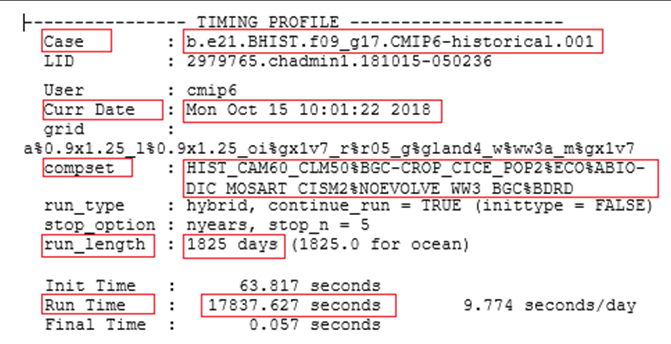 --------------- TIMING PROFILE ---------------------
Case : b.e21.BHIST.f09_g17.CMIP6-historical.001
LID : 2979765.chadmin1.181015-050236
User : cmip6
Curr Date : Mon Oct 15 10:01:22 2018
grid :
a%0.9x1.25_l%0.9x1.25_oi%gx1v7_r%r05_g%gland4_w%ww3a_m%gx1v7
compset : HIST_CAM60_CLM50%BGC-CROP_CICE_POP2%ECO%ABIO-
DIC_MOSART_CISM2%NOEVOLVE_WW3_BGC%BDRD
run_type : hybrid, continue_run = TRUE (inittype = FALSE)
stop_option : nyears, stop_n = 5
run_length : 1825 days (1825.0 for ocean)
Init Time : 63.817 seconds
Run Time : 17837.627 seconds 9.774 seconds/day
Final Time : 0.057 seconds